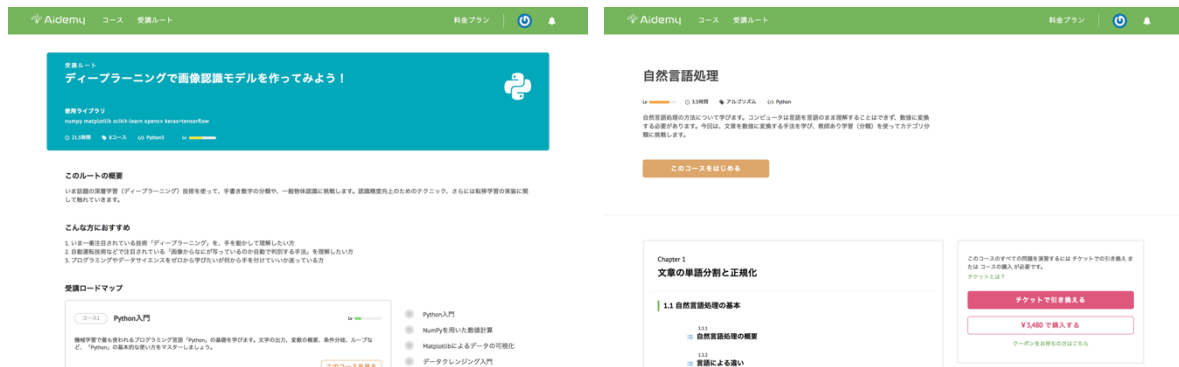 Aidemy コース 受講ルート 料金プラン
受講ルート
ディープラーニングで画像認識モデルを作ってみよう！
使用ライブラリ
numpy matplotlib scikit-learn opencv keras+tensorflow
21.5時間 8コース Python3 Lv
このルートの概要
いま話題の深層学習（ディープラーニング）技術を使って、手書き数字の分類や、一般物体認識に挑戦します。認識精度向上のためのテクニック、さらには転移学習の実装に関
して触れていきます。
こんな方におすすめ
1. いま一番注目されている技術「ディープラーニング」を、手を動かして理解したい方
2. 自動運転技術などで注目されている「画像からなにが写っているのか自動で判別する手法」を理解したい方
3. プログラミングやデータサイエンスをゼロから学びたいが何から手を付けていいか迷っている方
受講ロードマップ
コース1 Python入門 Lv
機械学習で最も使われるプログラミング言語「Python」の基礎を学びます。文字の出力、変数の概要、条件分岐、ループな
ど、「Python」の基本的な使い方をマスターしましょう。
このコースを見る
Python入門
NumPyを用いた数値計算
Matplotlibによるデータの可視化
データクレンジング入門
Aidemy コース 受講ルート 料金プラン
自然言語処理
Lv 3.5時間 アルゴリズム Python
自然言語処理の方法について学びます。コンピュータは言語を言語のまま理解することはできず、数値に変換
する必要があります。今回は、文章を数値に変換する手法を学び、教師あり学習（分類）を使ってカテゴリ分
類に挑戦します。
このコースをはじめる
Chapter 1
文章の単語分割と正規化
1.1 自然言語処理の基本
1.1.1
自然言語処理の概要
1.1.2
言語による違い
このコースのすべての問題を演習するには チケットでの引き換え ま
たは コースの購入 が必要です。
チケットとは？
チケットで引き換える
¥3,480 で購入する
クーポンをお持ちの方はこちら